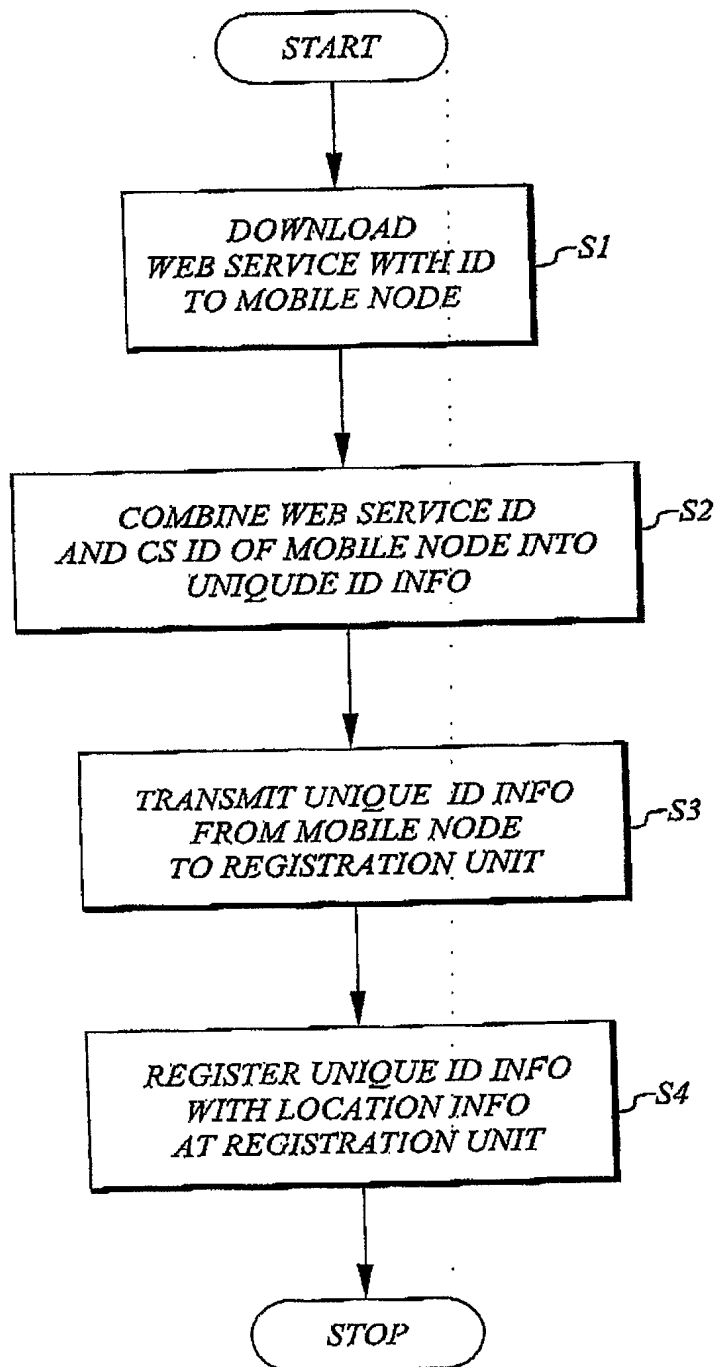 START
DOWNLOAD
WEB SERVICE WITH ID
TO MOBILE NODE
S1
COMBINE WEB SERVICE ID
AND CS ID OF MOBILE NODE INTO
UNIQUDE ID INFO
S2
TRANSMIT UNIQUE ID INFO
FROM MOBILE NODE
TO REGISTRATION UNIT
S3
REGISTER UNIQUE ID INFO
WITH LOCATION INFO
AT REGISTRATION UNIT
S4
STOP